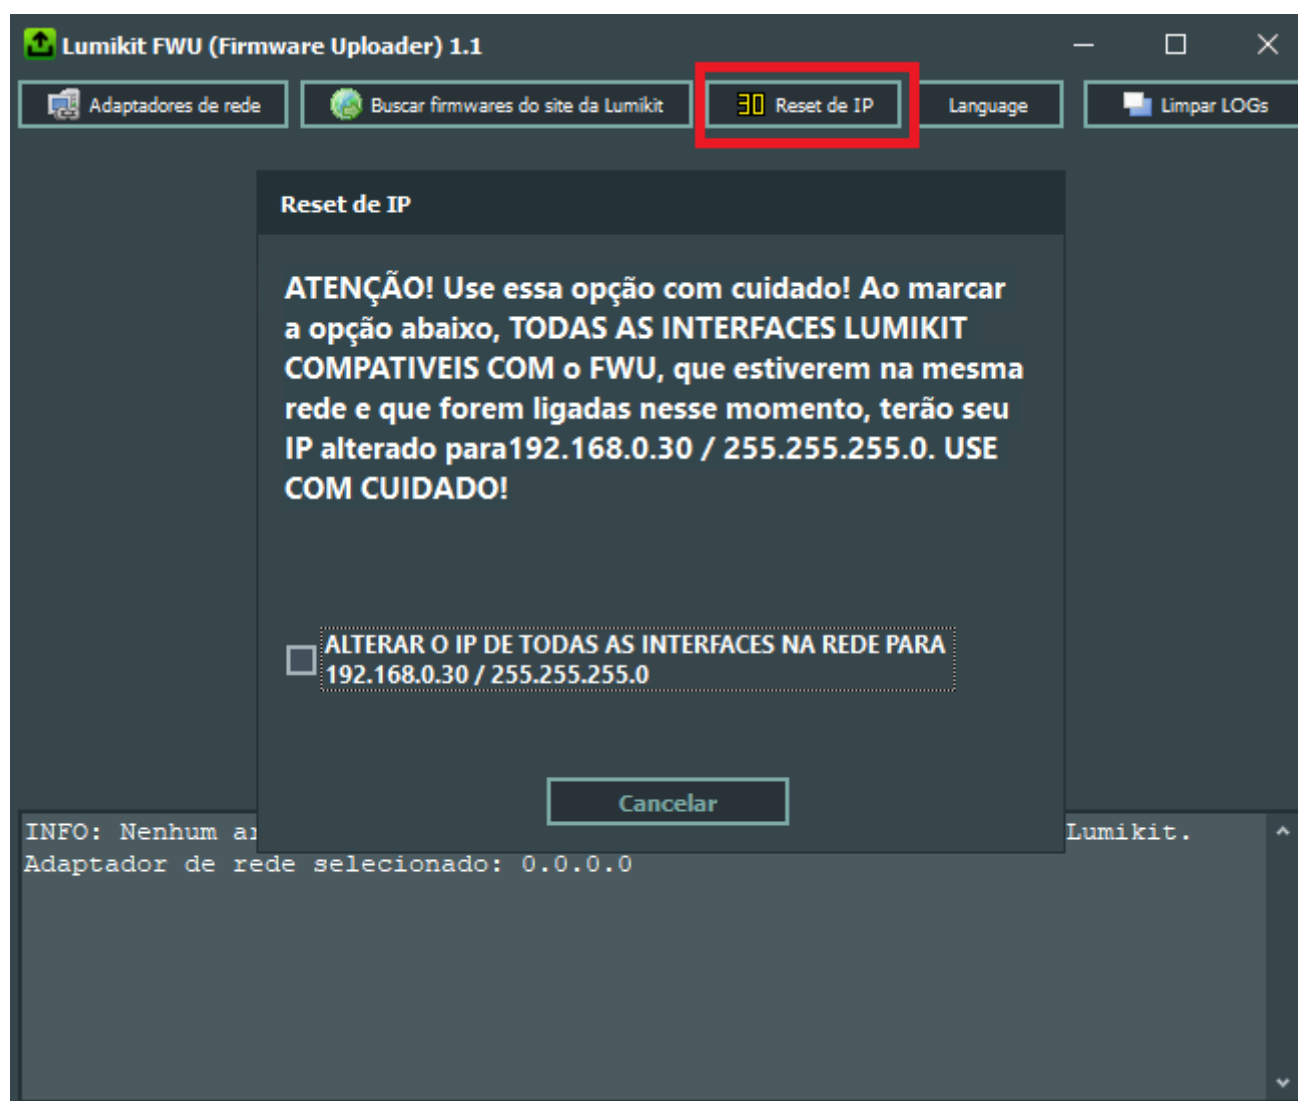 Lumikit FWU (Firmware Uploader) 1.1
Adaptadores de rede
Buscar firmwares do site da Lumikit
30 Reset de IP
Language
Limpar LOGs
Reset de IP
ATENÇÃO! Use essa opção com cuidado! Ao marcar
a opção abaixo, TODAS AS INTERFACES LUMIKIT
COMPATIVEIS COM o FWU, que estiverem na mesma
rede e que forem ligadas nesse momento, terão seu
IP alterado para192.168.0.30 / 255.255.255.0. USE
COM CUIDADO!
ALTERAR O IP DE TODAS AS INTERFACES NA REDE PARA
192.168.0.30 / 255.255.255.0
Cancelar
INFO: Nenhum Lumikit.
Adaptador de rede selecionado: 0.0.0.0